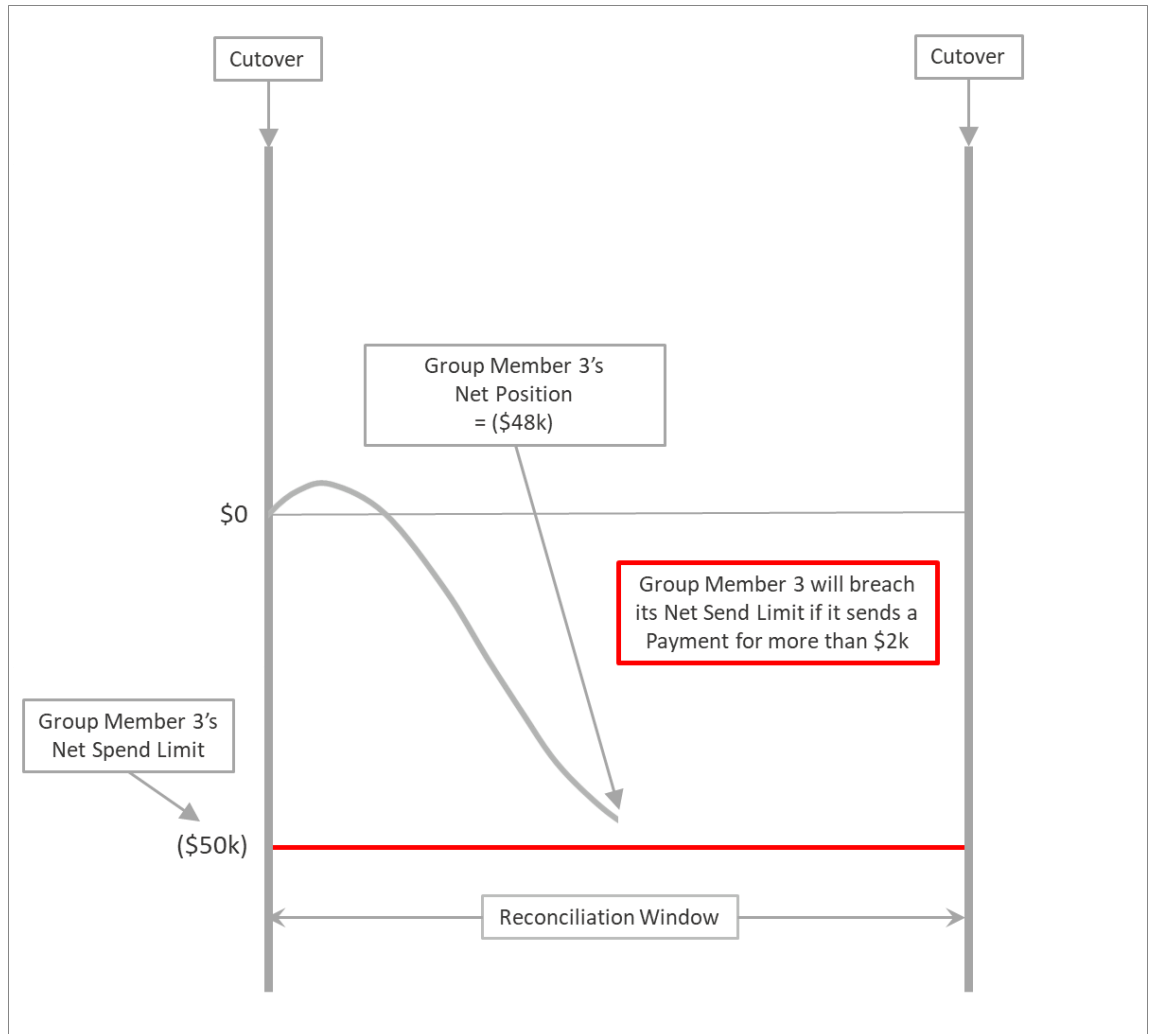 Cutover
Cutover
Group Member 3's
Net Position
= ($48k)
$0
Group Member 3 will breach
its Net Send Limit if it sends a
Payment for more than $2k
Group Member 3's
Net Spend Limit
($50k)
Reconciliation Window